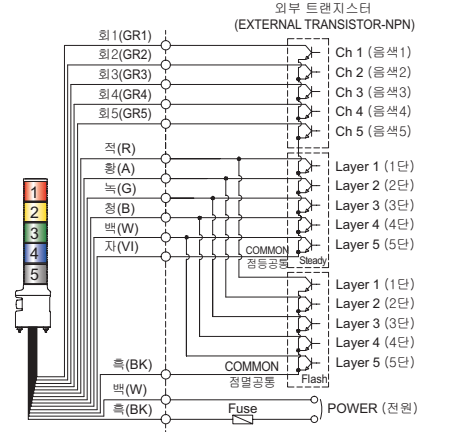 외부 트랜지스터
(EXTERNAL TRANSISTOR-NPN)
회1(GR1)
회2(GR2)
회3(GR3)
회4(GR4)
회5(GR5)
Ch 1 (음색1)
Ch 2 (음색2)
Ch 3 (음색3)
Ch 4 (음색4)
Ch 5 (음색5)
적(R)
황(A)
녹(G)
청(B)
백(W)
자(VI)
Layer 1 (1단)
Layer 2 (2단)
Layer 3 (3단)
Layer 4 (4단)
Layer 5 (5단)
COMMON
점등공통
Steady
1
2
3
4
5
Layer 1 (1단)
Layer 2 (2단)
Layer 3 (3단)
Layer 4 (4단)
Layer 5 (5단)
흑(BK)
COMMON
점멸공통
Flash
백(W)
흑(BK)
Fuse
POWER (전원)